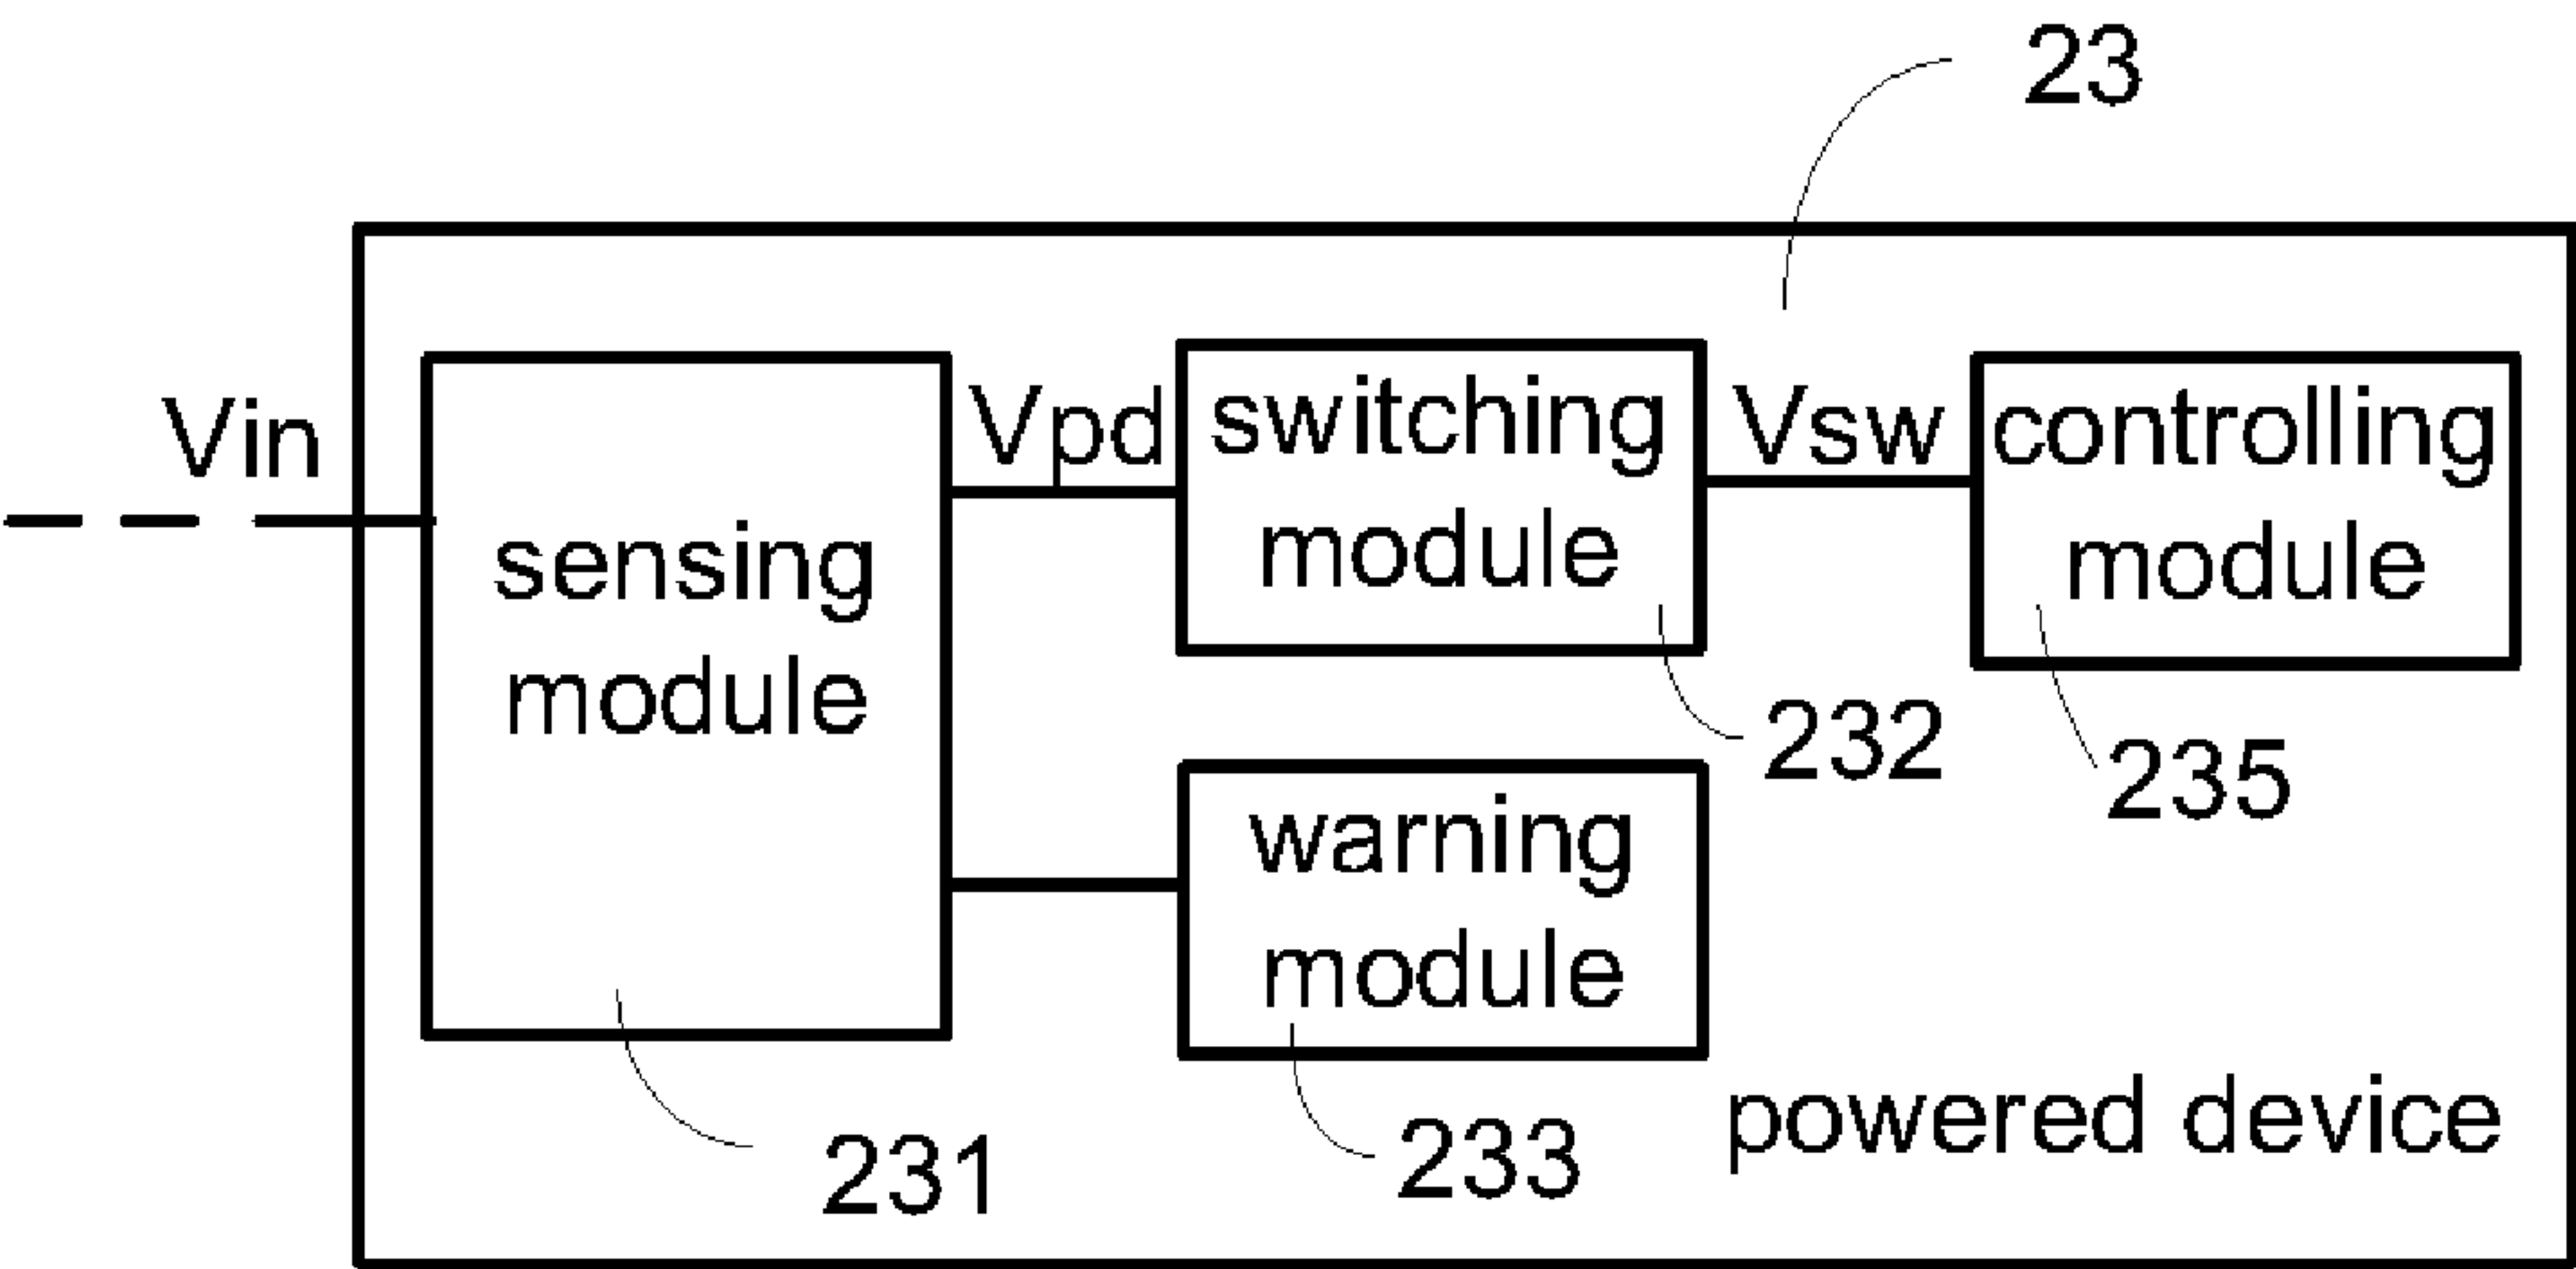 23
Vin
sensing
module
231
Vpd
switching
module
232
Vsw
controlling
module
235
warning
module
233
powered device